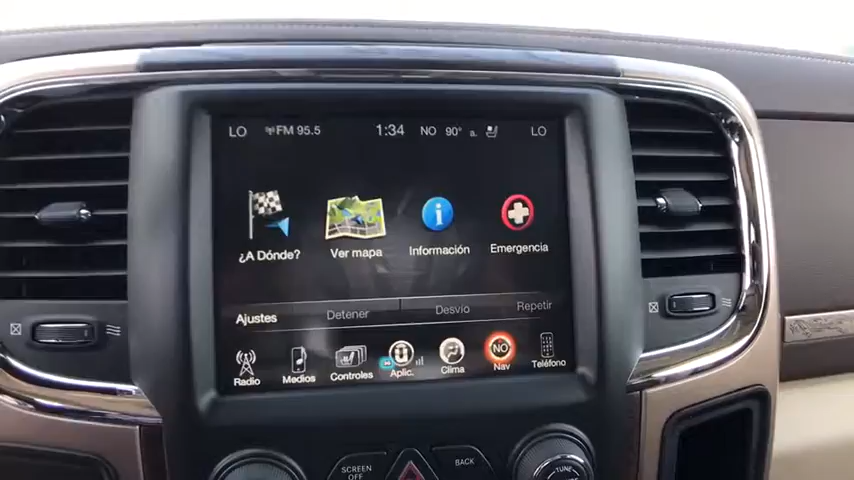 LO FM 95.5 1:34 NO 90° a. LO
¿A Dónde? Ver mapa Información Emergencia
Ajustes Detener Desvio Repetir
NO
Radio Medios Controles Aplic. Clima Nav Teléfono
SCREEN OFF BACK TUNE